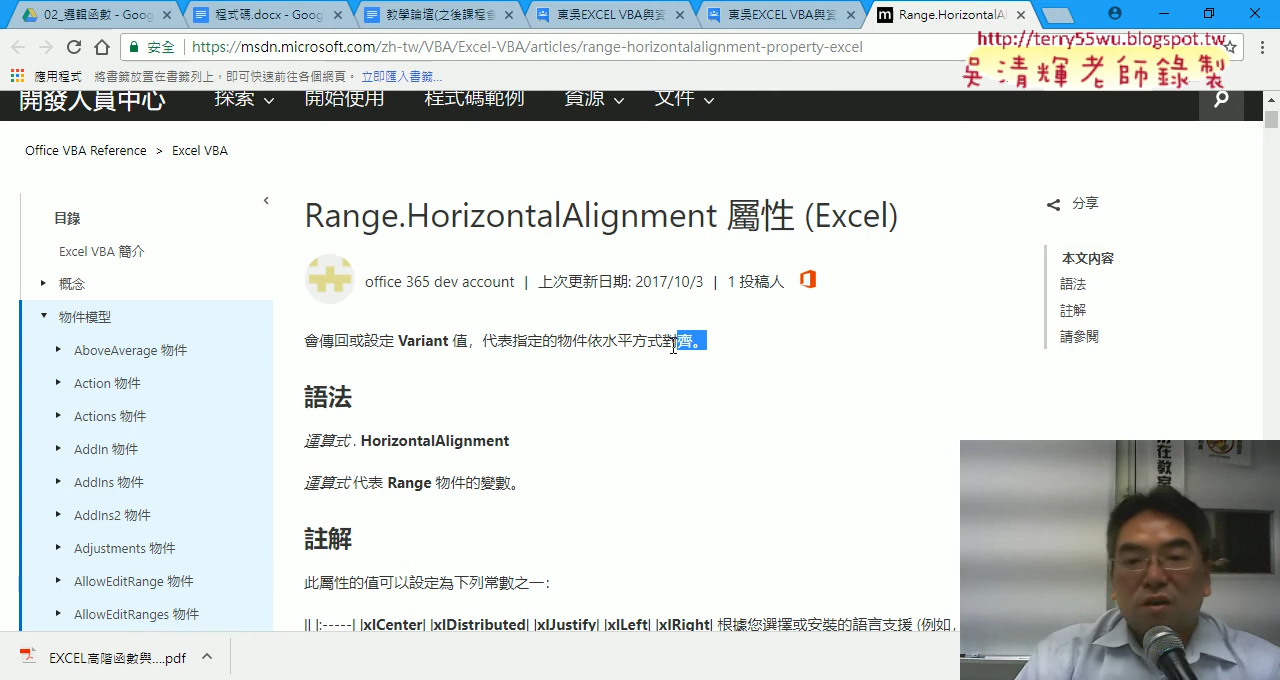 02_邏輯函數 - Goog
程式碼.docx - Goog
教學論壇(之後課程會
東吳EXCEL VBA與資
東吳EXCEL VBA與資
Range.HorizontalAl
安全 https://msdn.microsoft.com/zh-tw/VBA/Excel-VBA/articles/range-horizontalalignment-property-excel
http://terry55wu.blogspot.tw
吳清輝老師錄製
應用程式 將書籤放置在書籤列上，即可快速前往各個網頁。 立即匯入書籤...
開發人員中心 探索 開始使用 程式碼範例 資源 文件
Office VBA Reference > Excel VBA
目錄
Excel VBA 簡介
概念
物件模型
AboveAverage 物件
Action 物件
Actions 物件
AddIn 物件
AddIns 物件
AddIns2 物件
Adjustments 物件
AllowEditRange 物件
AllowEditRanges 物件
Range.HorizontalAlignment 屬性 (Excel)
office 365 dev account | 上次更新日期: 2017/10/3 | 1 投稿人
會傳回或設定 Variant 值，代表指定的物件依水平方式對齊。
語法
運算式 . HorizontalAlignment
運算式 代表 Range 物件的變數。
註解
此屬性的值可以設定為下列常數之一：
|| |:-----| |xlCenter| |xlDistributed| |xlJustify| |xlLeft| |xlRight| 根據您選擇或安裝的語言支援 (例如，
分享
本文內容
語法
註解
請參閱
EXCEL高階函數與....pdf